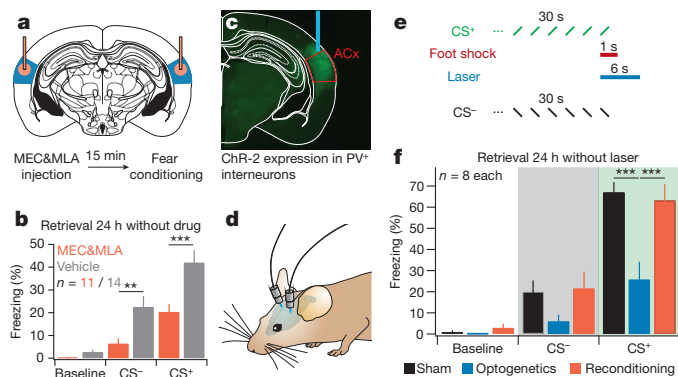 a
MEC&MLA
injection
15 min
Fear
conditioning
b
Retrieval 24 h without drug
MEC&MLA
Vehicle
n = 11 / 14
**
***
Freezing (%)
50
40
30
20
10
0
Baseline
CS⁻
CS⁺
c
ACx
ChR-2 expression in PV⁺
interneurons
d
e
30 s
CS⁺ ...
Foot shock
1 s
Laser
6 s
30 s
CS⁻ ...
f
Retrieval 24 h without laser
n = 8 each
*** ***
Freezing (%)
70
60
50
40
30
20
10
0
Baseline
CS⁻
CS⁺
Sham Optogenetics Reconditioning